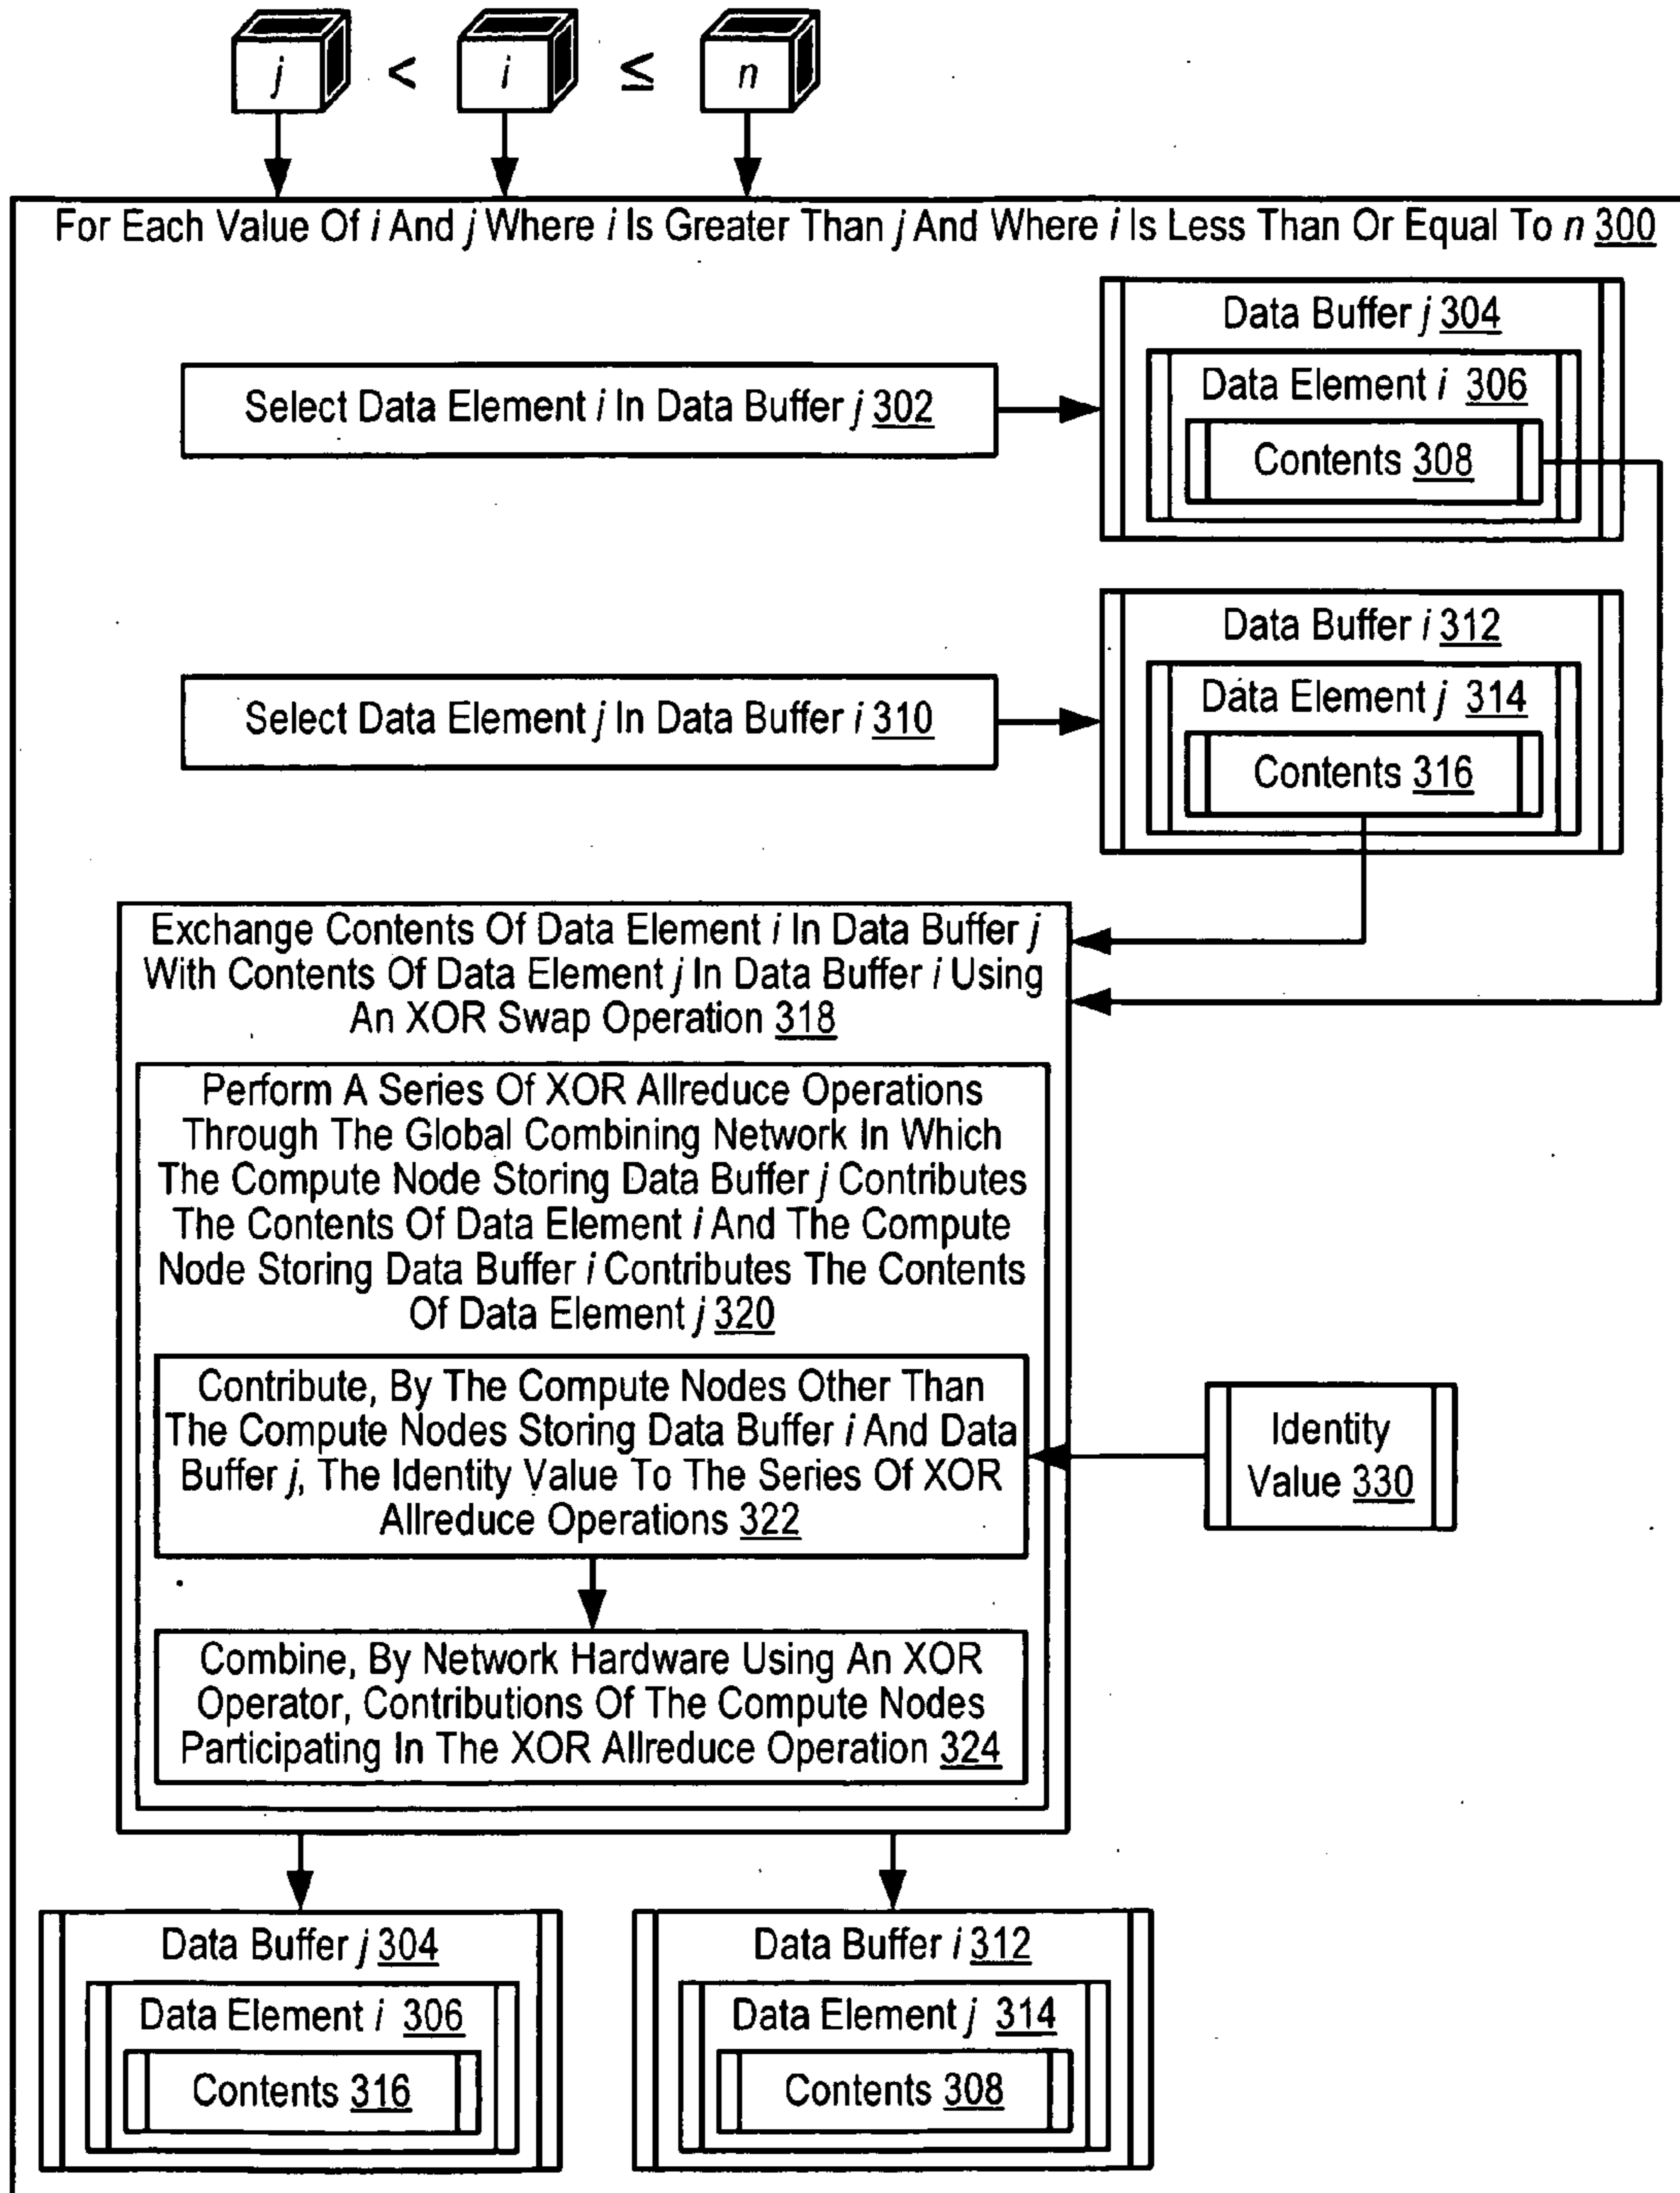 j < i ≤ n
For Each Value Of i And j Where i Is Greater Than j And Where i Is Less Than Or Equal To n 300
Data Buffer j 304
Select Data Element i In Data Buffer j 302
Data Element i 306
Contents 308
Data Buffer i 312
Select Data Element j In Data Buffer i 310
Data Element j 314
Contents 316
Exchange Contents Of Data Element i In Data Buffer j
With Contents Of Data Element j In Data Buffer i Using
An XOR Swap Operation 318
Perform A Series Of XOR Allreduce Operations
Through The Global Combining Network In Which
The Compute Node Storing Data Buffer j Contributes
The Contents Of Data Element i And The Compute
Node Storing Data Buffer i Contributes The Contents
Of Data Element j 320
Contribute, By The Compute Nodes Other Than
The Compute Nodes Storing Data Buffer i And Data
Buffer j, The Identity Value To The Series Of XOR
Allreduce Operations 322
Identity
Value 330
Combine, By Network Hardware Using An XOR
Operator, Contributions Of The Compute Nodes
Participating In The XOR Allreduce Operation 324
Data Buffer j 304
Data Element i 306
Contents 316
Data Buffer i 312
Data Element j 314
Contents 308